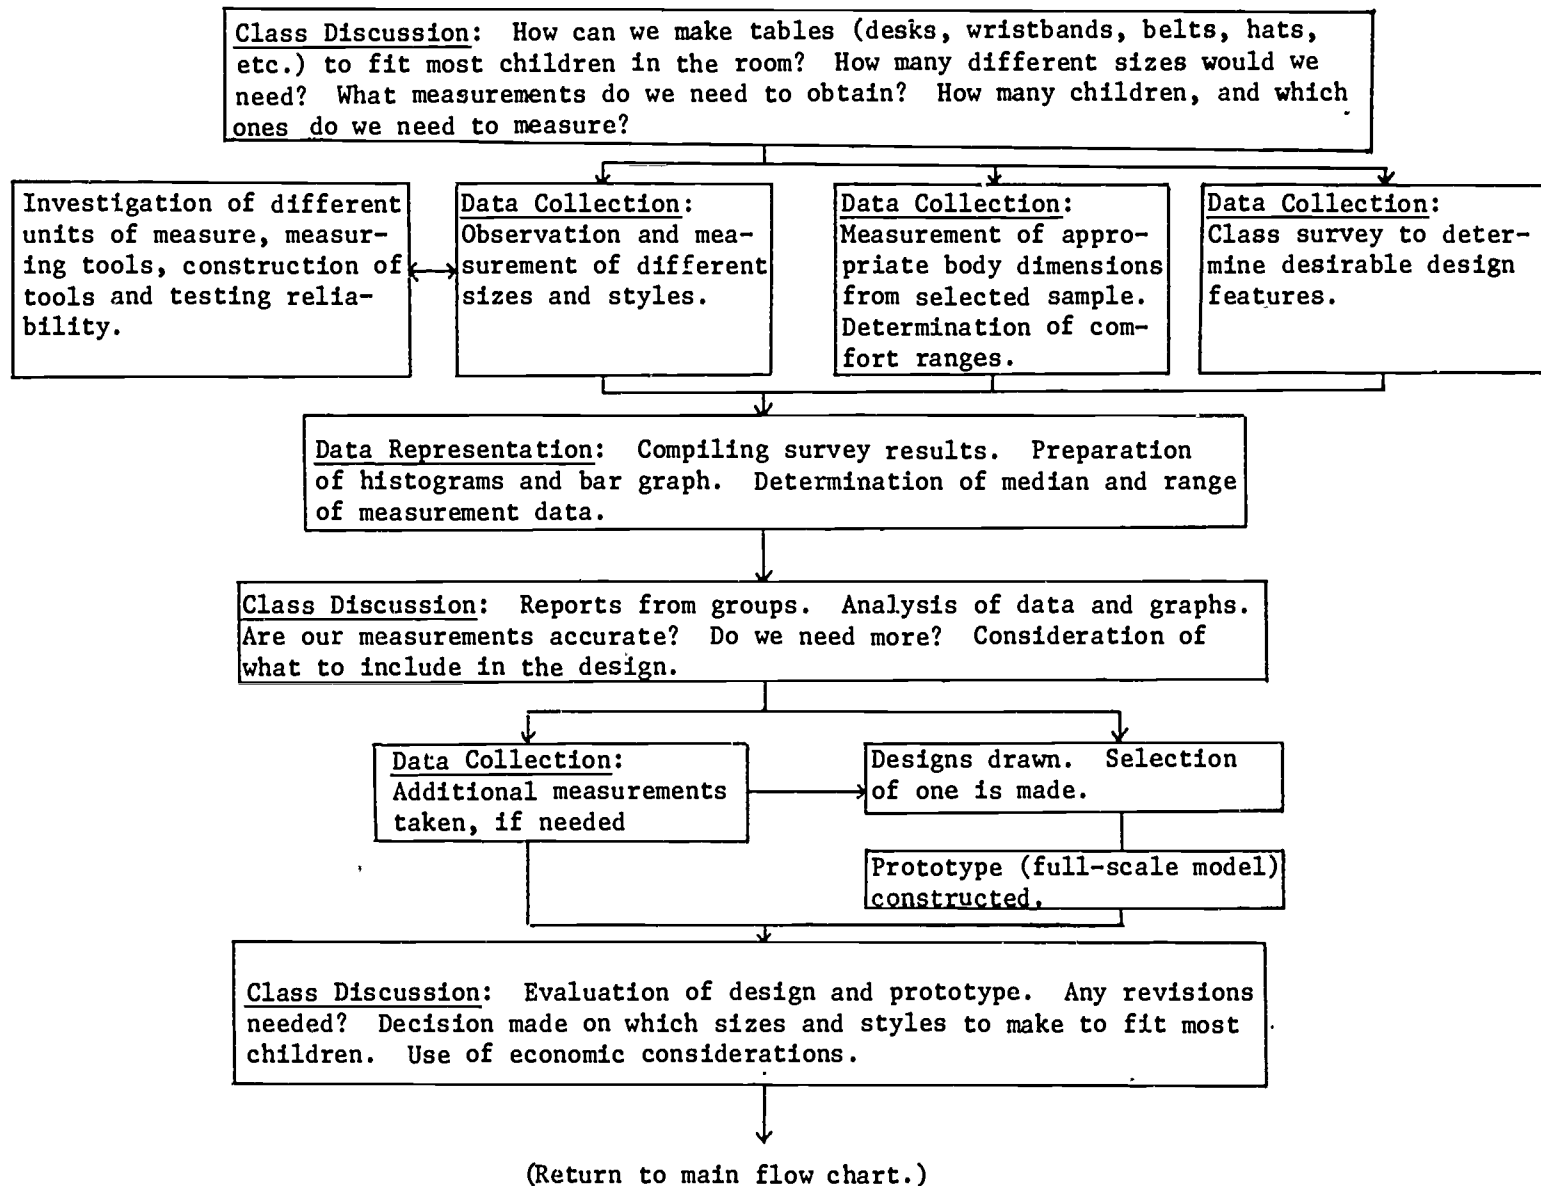 Class Discussion: How can we make tables (desks, wristbands, belts, hats,
etc.) to fit most children in the room? How many different sizes would we
need? What measurements do we need to obtain? How many children, and which
ones do we need to measure?
Investigation of different
units of measure, measur-
ing tools, construction of
tools and testing relia-
bility.
Data Collection:
Observation and mea-
surement of different
sizes and styles.
Data Collection:
Measurement of appro-
priate body dimensions
from selected sample.
Determination of com-
fort ranges.
Data Collection:
Class survey to deter-
mine desirable design
features.
Data Representation: Compiling survey results. Preparation
of histograms and bar graph. Determination of median and range
of measurement data.
Class Discussion: Reports from groups. Analysis of data and graphs.
Are our measurements accurate? Do we need more? Consideration of
what to include in the design.
Data Collection:
Additional measurements
taken, if needed
Designs drawn. Selection
of one is made.
Prototype (full-scale model)
constructed.
Class Discussion: Evaluation of design and prototype. Any revisions
needed? Decision made on which sizes and styles to make to fit most
children. Use of economic considerations.
(Return to main flow chart.)